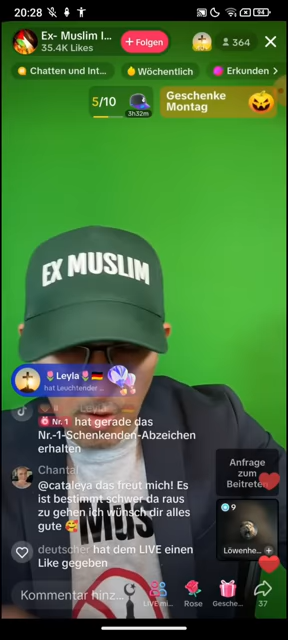 20:28
94
Ex- Muslim I...
35.4K Likes
+ Folgen
364
Chatten und Int...
Wöchentlich
Erkunden
5/10
3h32m
Geschenke
Montag
EX MUSLIM
Leyla
hat Leuchtender ...
Nr. 1 hat gerade das
Nr.-1-Schenkenden-Abzeichen
erhalten
Chantal
@cataleya das freut mich! Es
ist bestimmt schwer da raus
zu gehen ich wünsch dir alles
gute
deutscher hat dem LIVE einen
Like gegeben
Anfrage
zum
Beitreten
9
Löwenhe...
Kommentar hinz...
LIVE mi...
Rose
Gesche...
37